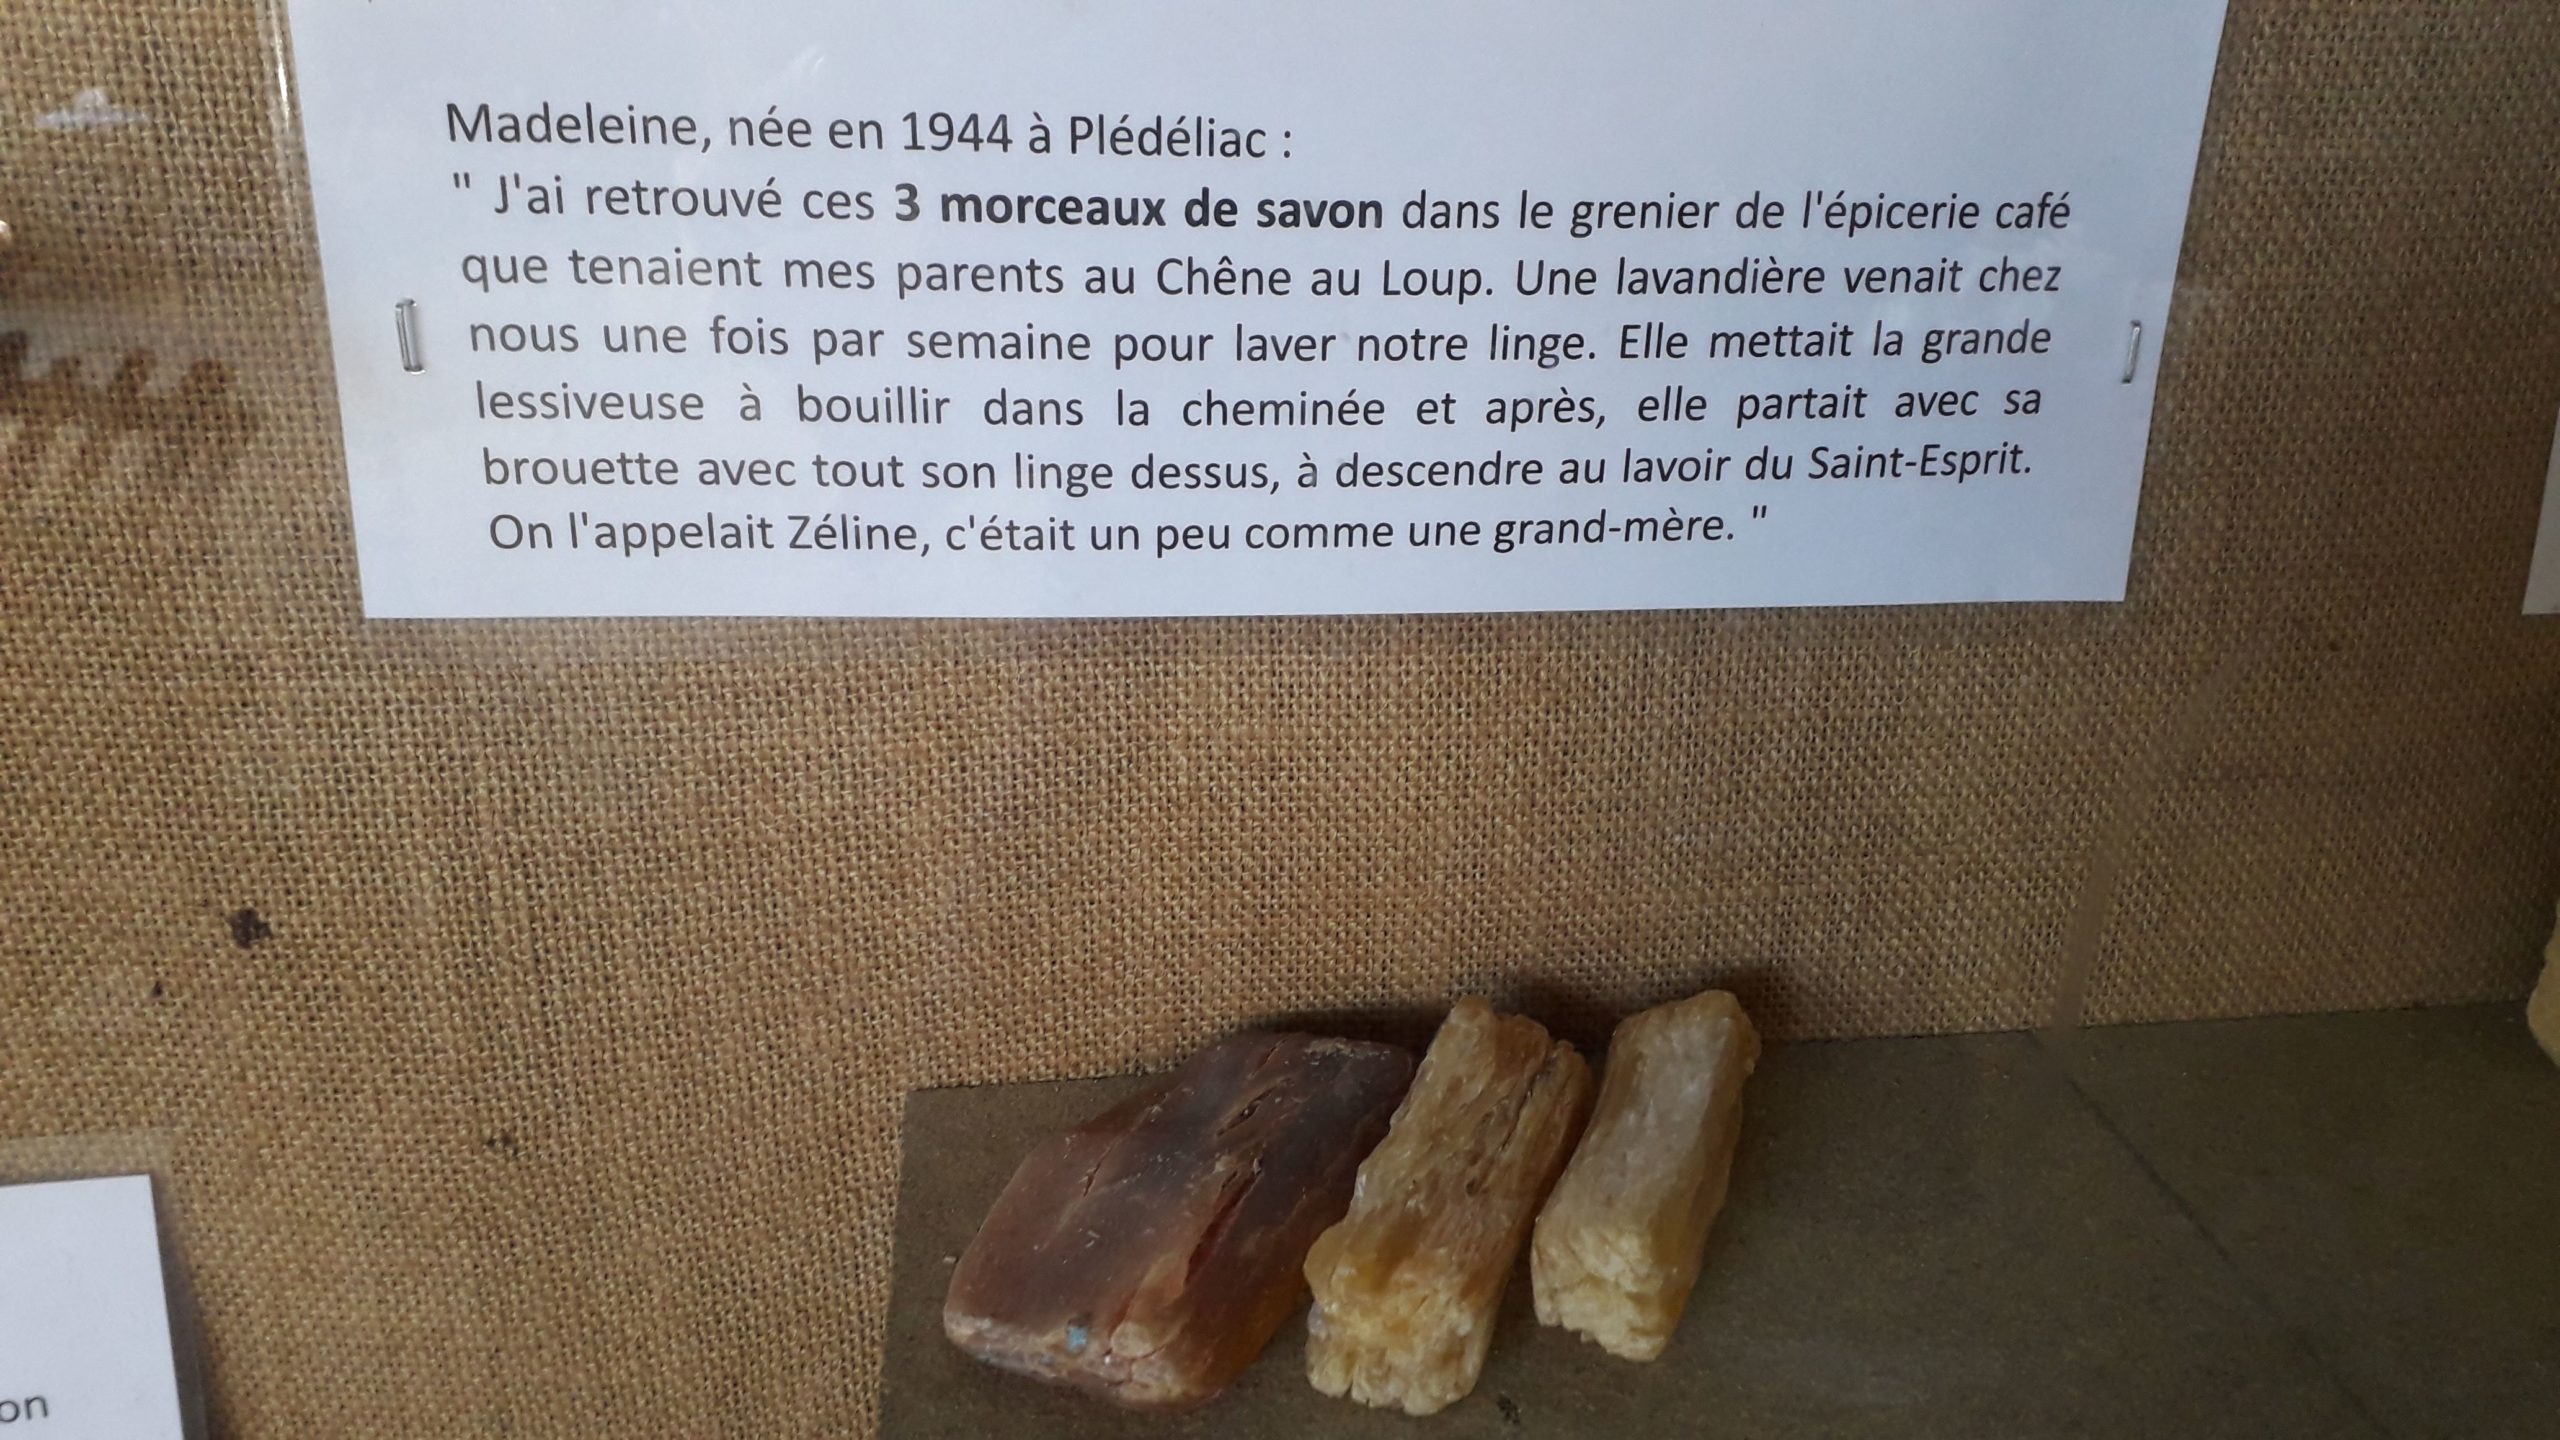 Madeleine, née en 1944 à Plédéliac :
" J'ai retrouvé ces 3 morceaux de savon dans le grenier de l'épicerie café
que tenaient mes parents au Chêne au Loup. Une lavandière venait chez
nous une fois par semaine pour laver notre linge. Elle mettait la grande
lessiveuse à bouillir dans la cheminée et après, elle partait avec sa
brouette avec tout son linge dessus, à descendre au lavoir du Saint-Esprit.
On l'appelait Zéline, c'était un peu comme une grand-mère. "